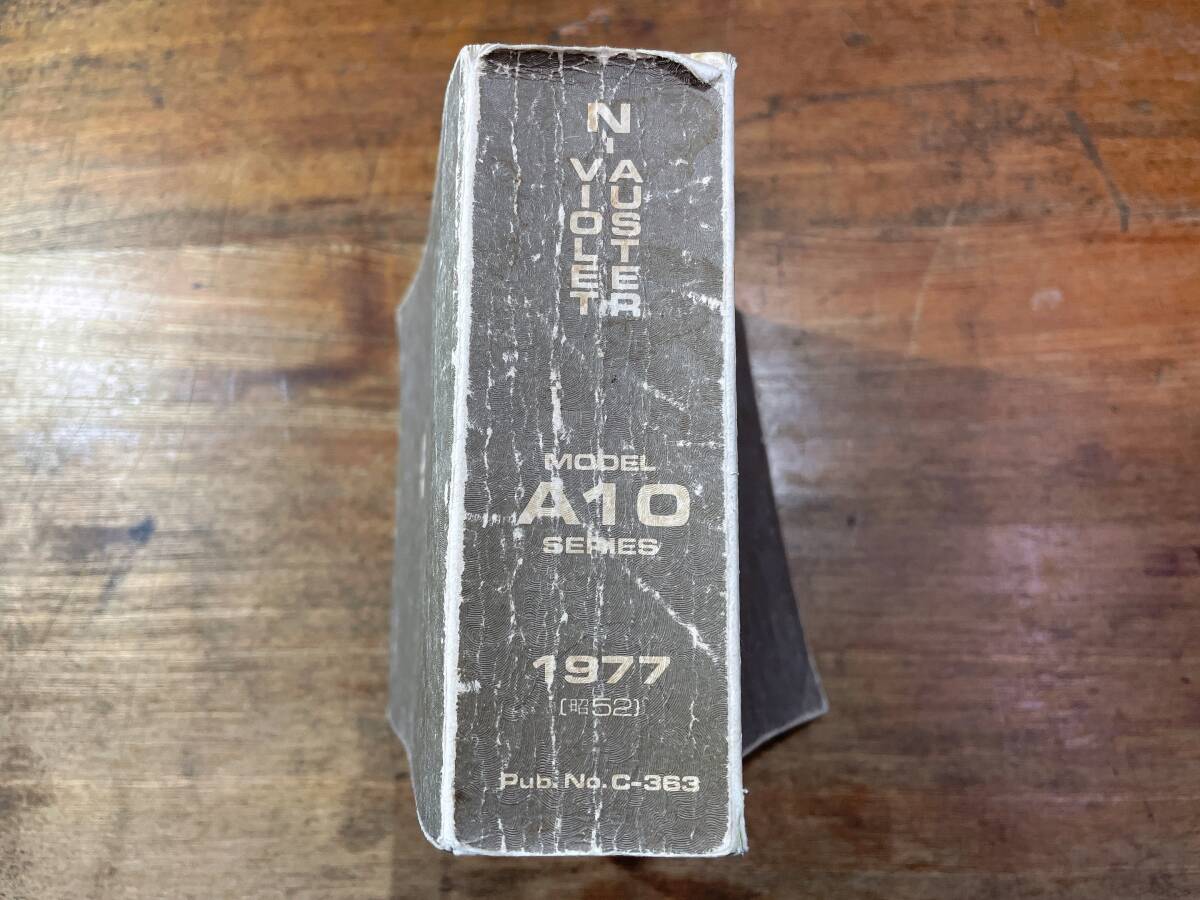 N
VIOLET
AUSTER
MODEL
A10
SERIES
1977
〔昭52〕
Pub. No. C-363